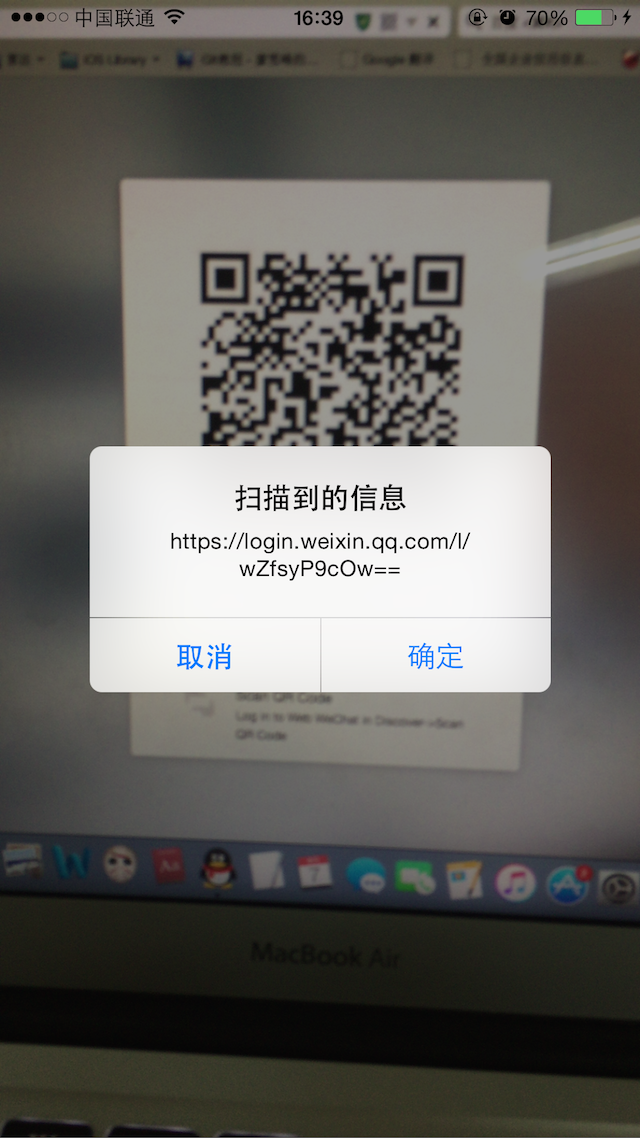 中国联通
16:39
70%
iOS Library
Google 翻译
扫描到的信息
https://login.weixin.qq.com/l/
wZfsyP9cOw==
取消
确定
Scan QR Code
Log in to Web WeChat in Discover->Scan
QR Code
7
MacBook Air